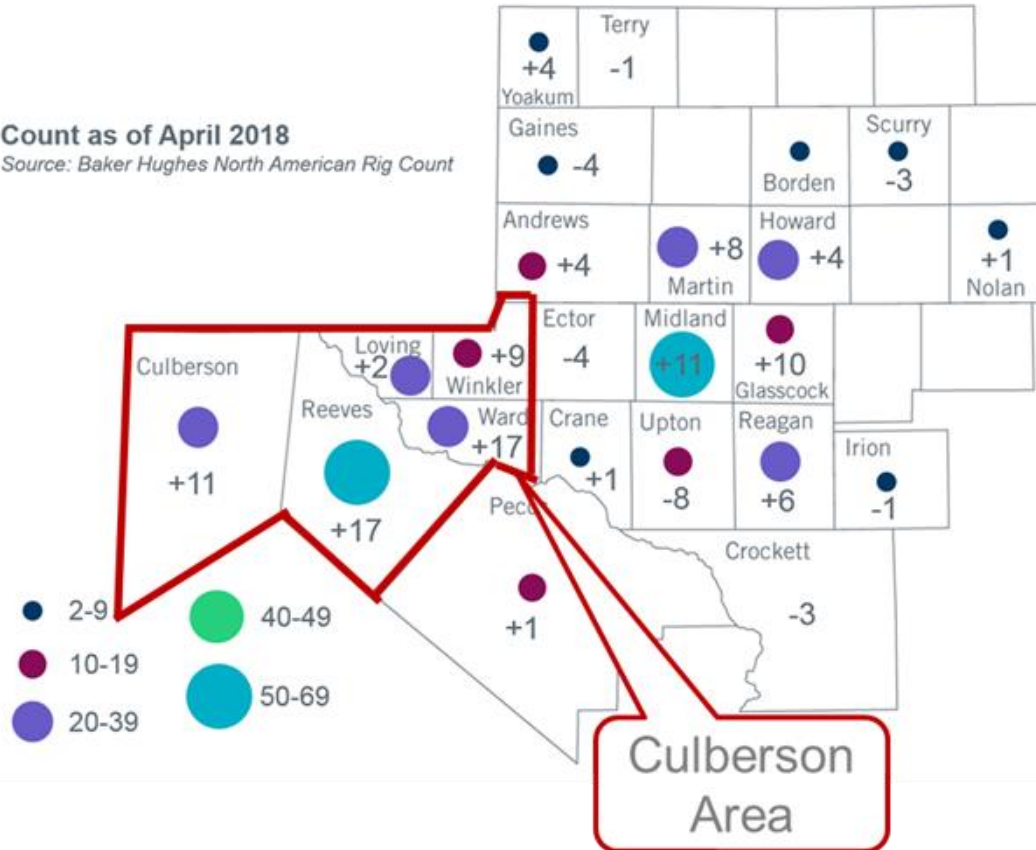 Terry
+4
-1
Yoakum
Count as of April 2018
Source: Baker Hughes North American Rig Count
Gaines
-4
Borden
Scurry
-3
Andrews
+4
+8
Martin
Howard
+4
+1
Nolan
Culberson
+11
Loving
+2
+9
Winkler
Ector
-4
Midland
+11
+10
Glasscock
Reeves
+17
Ward
+17
Crane
+1
Upton
-8
Reagan
+6
Irion
-1
Peco
+1
Crockett
-3
2-9
10-19
20-39
40-49
50-69
Culberson
Area